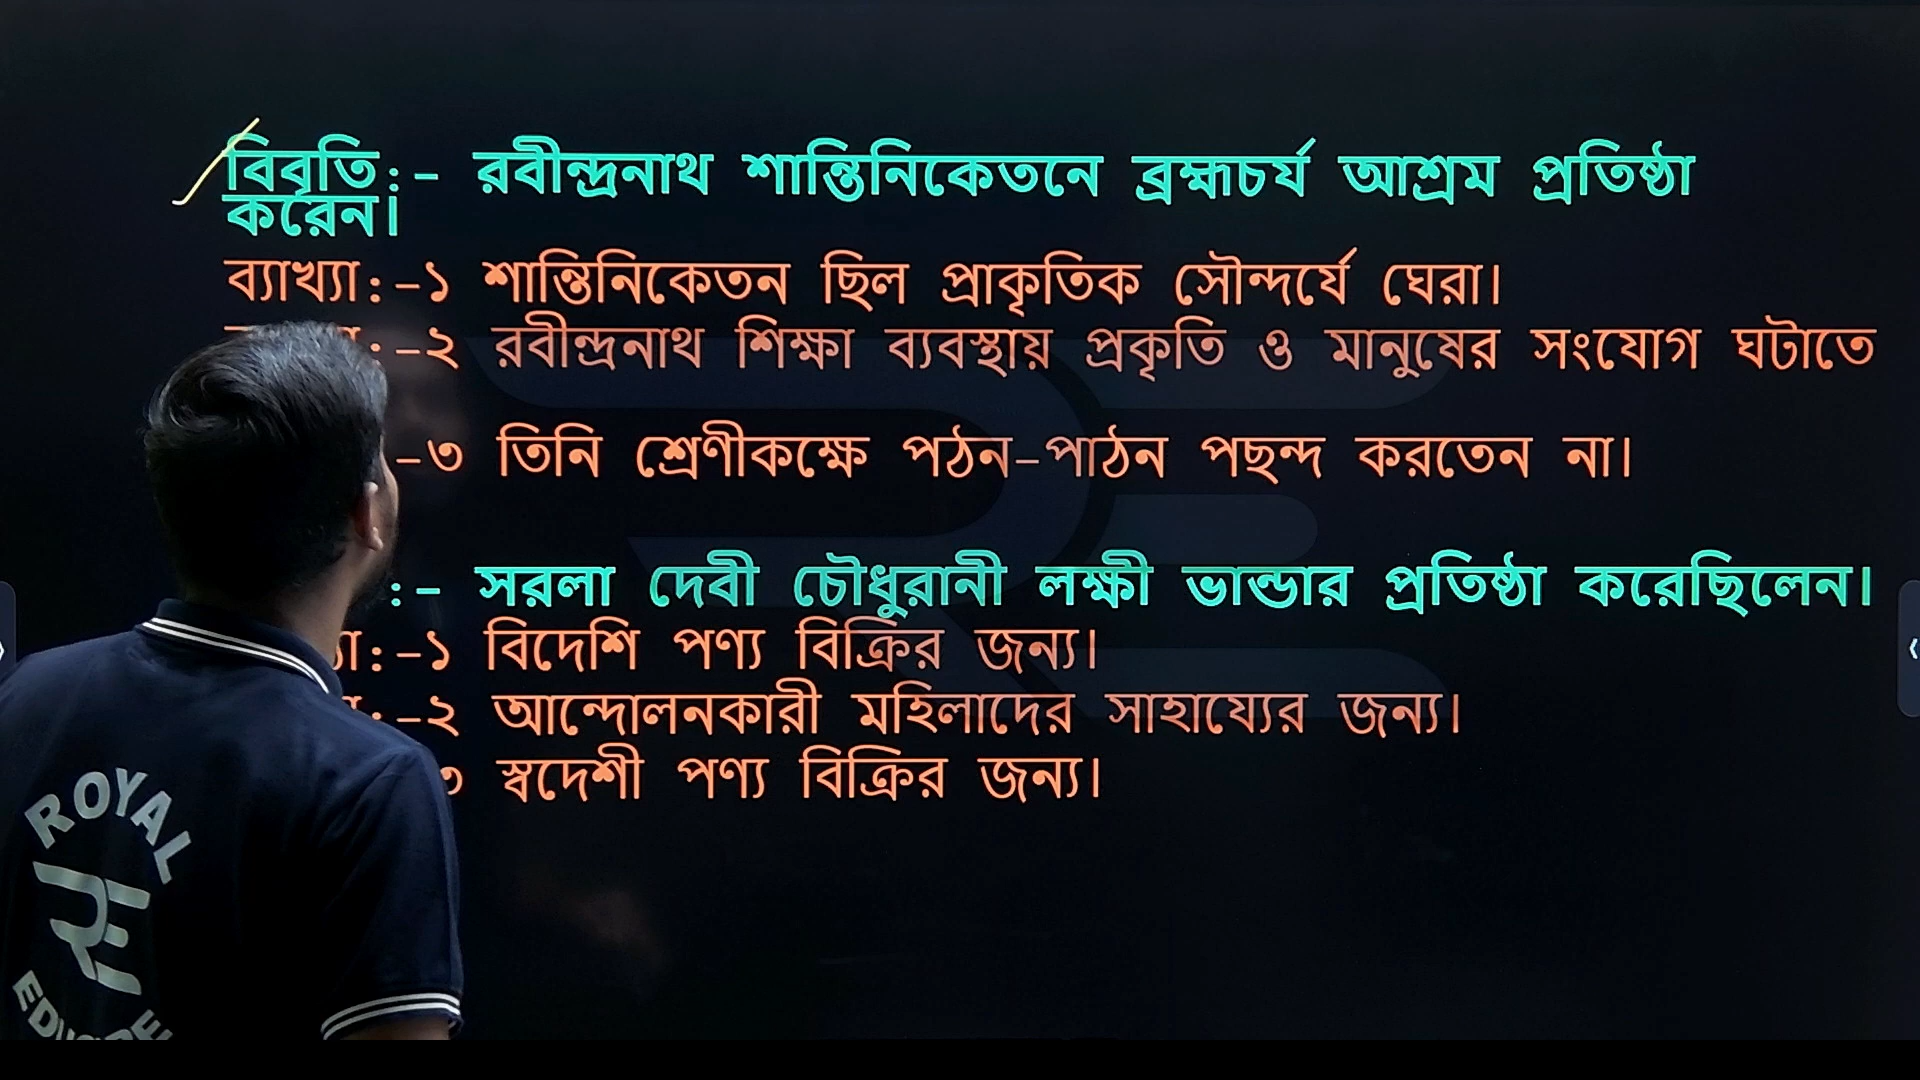 বিবৃতি:- রবীন্দ্রনাথ শান্তিনিকেতনে ব্রহ্মচর্য আশ্রম প্রতিষ্ঠা
করেন।
ব্যাখ্যা:-১ শান্তিনিকেতন ছিল প্রাকৃতিক সৌন্দর্যে ঘেরা।
:-২ রবীন্দ্রনাথ শিক্ষা ব্যবস্থায় প্রকৃতি ও মানুষের সংযোগ ঘটাতে
-৩ তিনি শ্রেণীকক্ষে পঠন-পাঠন পছন্দ করতেন না।
:- সরলা দেবী চৌধুরানী লক্ষী ভান্ডার প্রতিষ্ঠা করেছিলেন।
:-১ বিদেশি পণ্য বিক্রির জন্য।
:-২ আন্দোলনকারী মহিলাদের সাহায্যের জন্য।
৩ স্বদেশী পণ্য বিক্রির জন্য।
ROYAL
RE